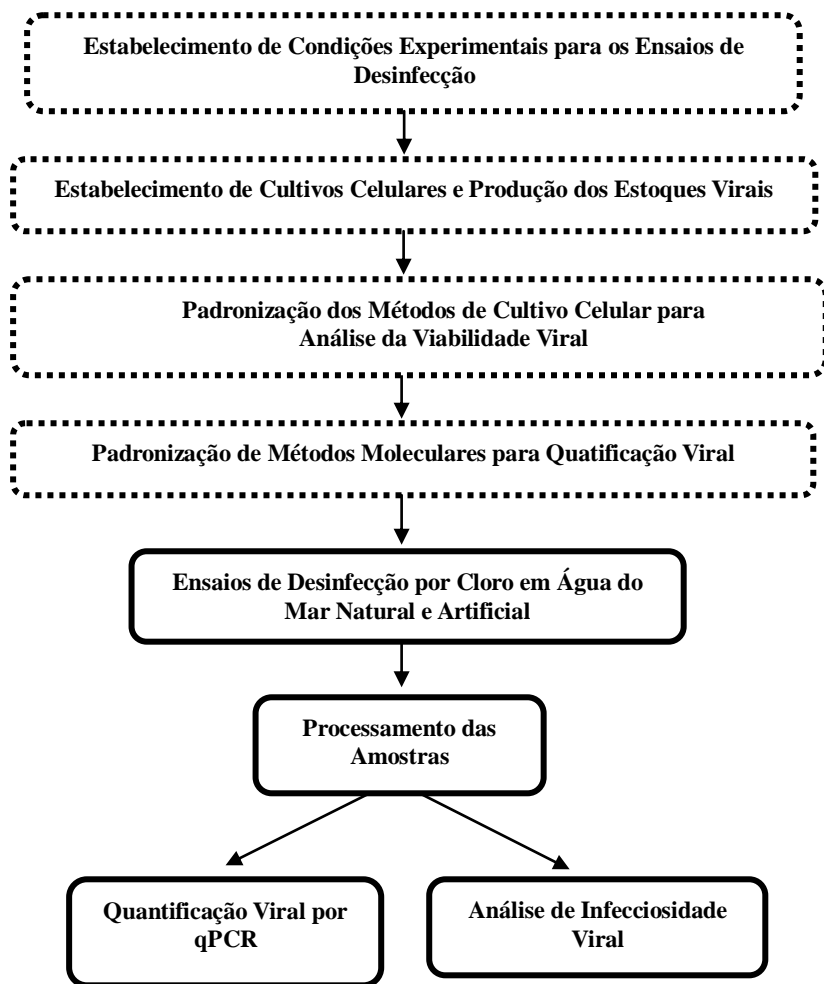 Estabelecimento de Condições Experimentais para os Ensaios de
Desinfecção
Estabelecimento de Cultivos Celulares e Produção dos Estoques Virais
Padronização dos Métodos de Cultivo Celular para
Análise da Viabilidade Viral
Padronização de Métodos Moleculares para Quatificação Viral
Ensaios de Desinfecção por Cloro em Água do
Mar Natural e Artificial
Processamento das
Amostras
Quantificação Viral por
qPCR
Análise de Infecciosidade
Viral